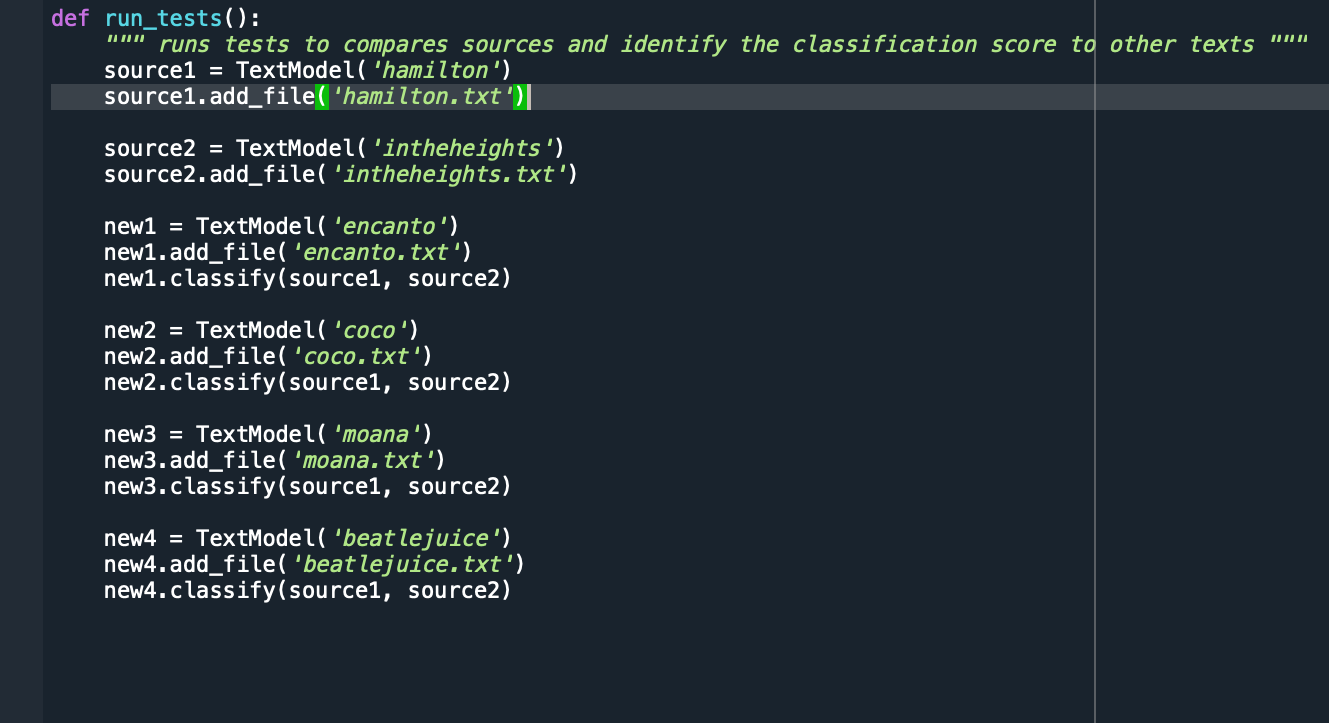 def run_tests():
    """ runs tests to compares sources and identify the classification score to other texts """
    source1 = TextModel('hamilton')
    source1.add_file('hamilton.txt')

    source2 = TextModel('intheheights')
    source2.add_file('intheheights.txt')

    new1 = TextModel('encanto')
    new1.add_file('encanto.txt')
    new1.classify(source1, source2)

    new2 = TextModel('coco')
    new2.add_file('coco.txt')
    new2.classify(source1, source2)

    new3 = TextModel('moana')
    new3.add_file('moana.txt')
    new3.classify(source1, source2)

    new4 = TextModel('beatlejuice')
    new4.add_file('beatlejuice.txt')
    new4.classify(source1, source2)